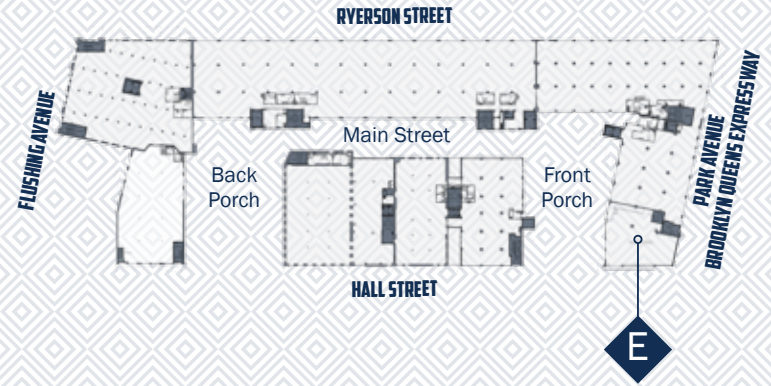 RYERSON STREET
FLUSHING AVENUE
Main Street
Back
Porch
Front
Porch
PARK AVENUE
BROOKLYN QUEENS EXPRESSWAY
HALL STREET
E